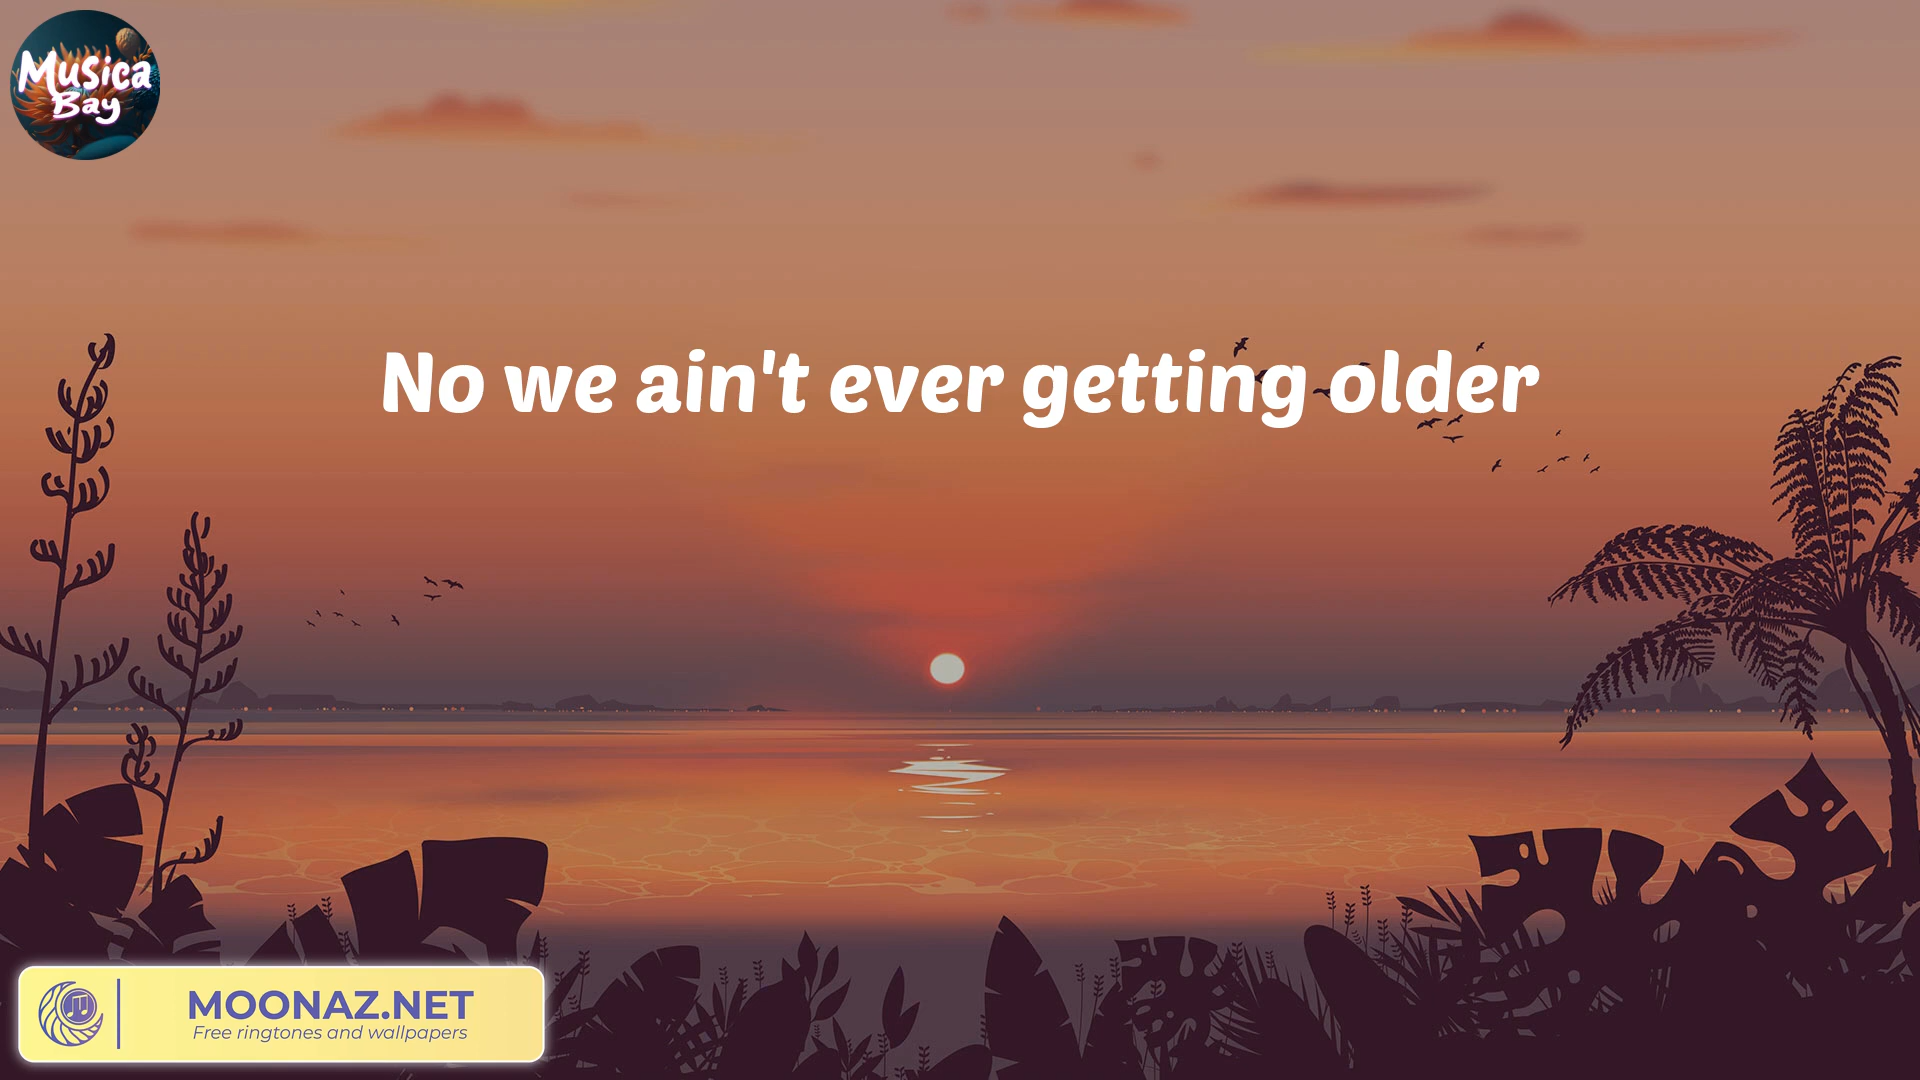 Musica
Bay
No we ain't ever getting older
MOONAZ.NET
Free ringtones and wallpapers